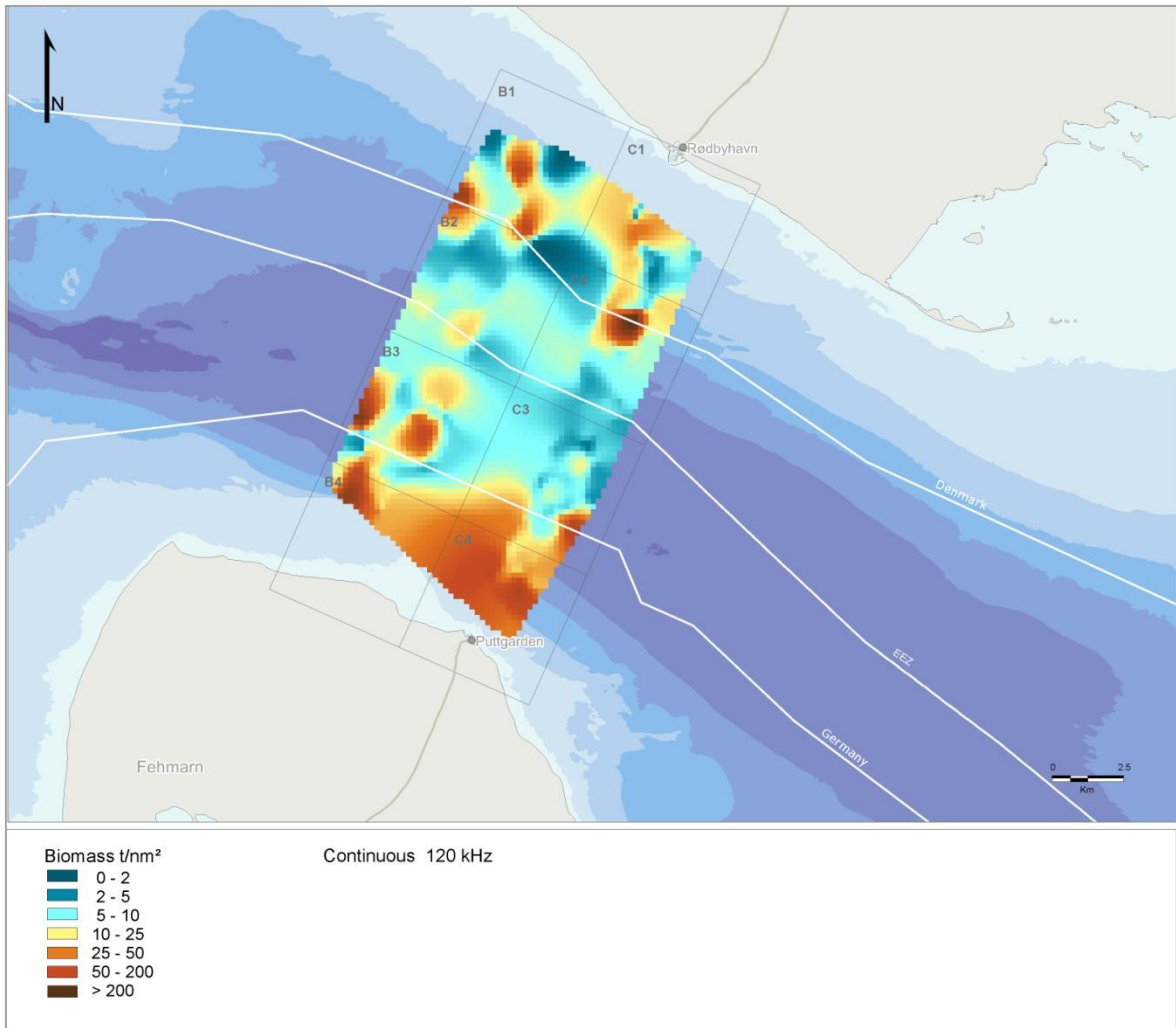 N
B1
C1
Rødbyhavn
B2
B3
C3
B4
C4
Denmark
EEZ
Germany
Puttgarden
Fehmarn
0 2.5
Km
Biomass t/nm²
Continuous 120 kHz
0 - 2
2 - 5
5 - 10
10 - 25
25 - 50
50 - 200
> 200